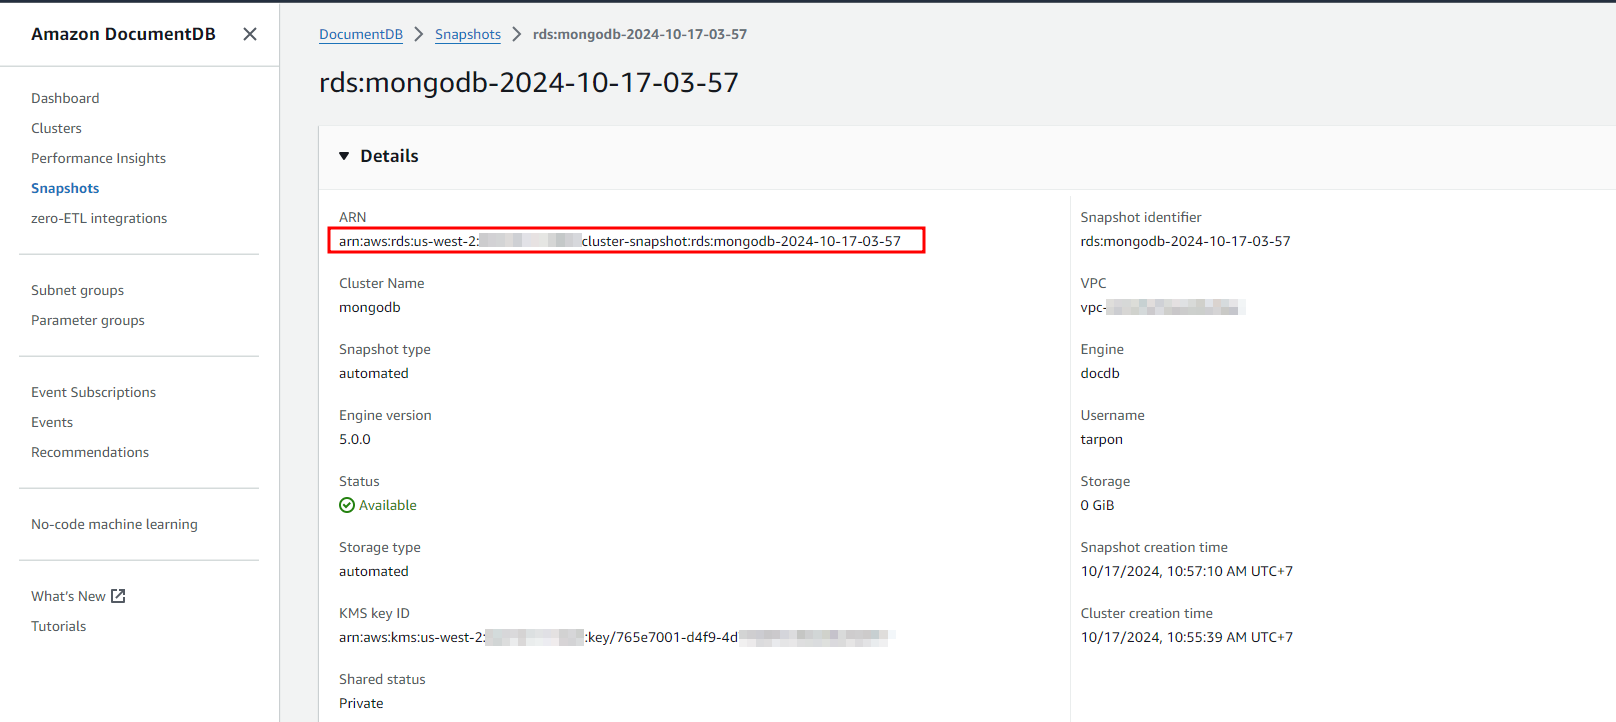 Amazon DocumentDB
Dashboard
Clusters
Performance Insights
Snapshots
zero-ETL integrations
Subnet groups
Parameter groups
Event Subscriptions
Events
Recommendations
No-code machine learning
What's New
Tutorials
DocumentDB > Snapshots > rds:mongodb-2024-10-17-03-57
rds:mongodb-2024-10-17-03-57
Details
ARN
arn:aws:rds:us-west-2: cluster-snapshot:rds:mongodb-2024-10-17-03-57
Cluster Name
mongodb
Snapshot type
automated
Engine version
5.0.0
Status
Available
Storage type
automated
KMS key ID
arn:aws:kms:us-west-2: :key/765e7001-d4f9-4d
Shared status
Private
Snapshot identifier
rds:mongodb-2024-10-17-03-57
VPC
vpc-
Engine
docdb
Username
tarpon
Storage
0 GiB
Snapshot creation time
10/17/2024, 10:57:10 AM UTC+7
Cluster creation time
10/17/2024, 10:55:39 AM UTC+7